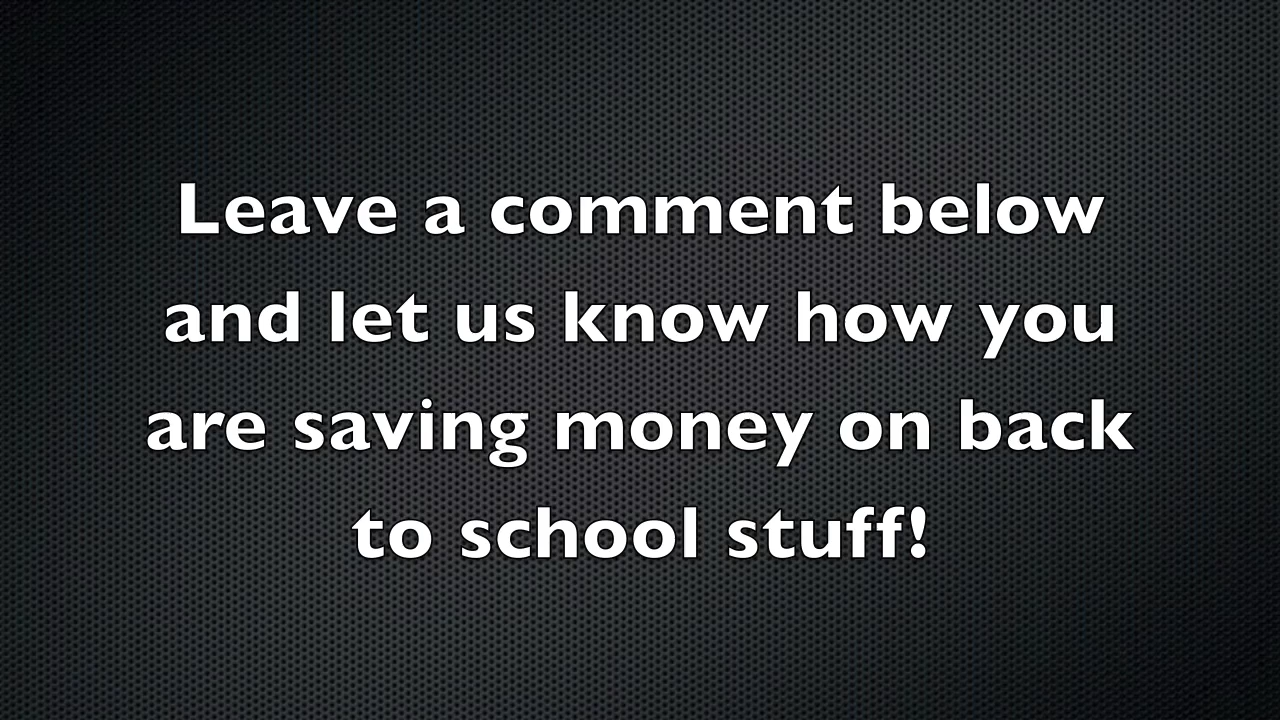 Leave a comment below
and let us know how you
are saving money on back
to school stuff!